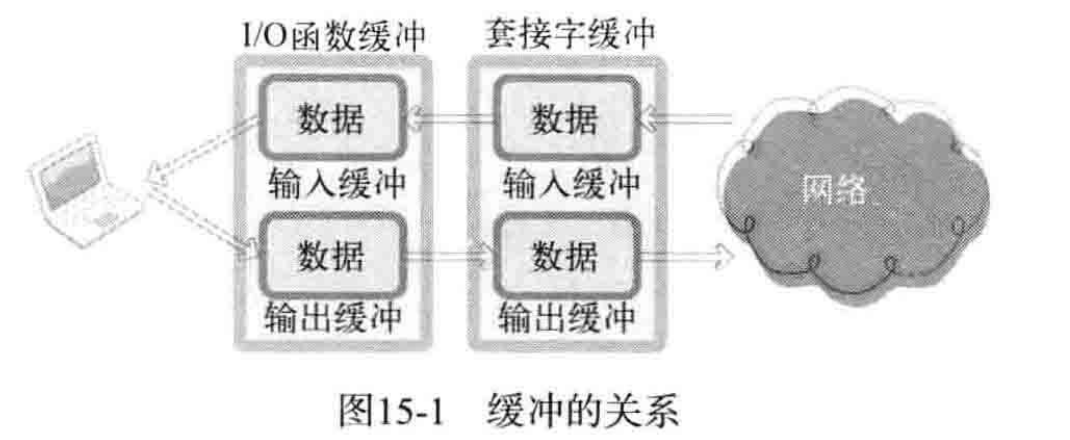 I/O函数缓冲
套接字缓冲
数据
数据
输入缓冲
输入缓冲
网络
数据
数据
输出缓冲
输出缓冲
图15-1 缓冲的关系